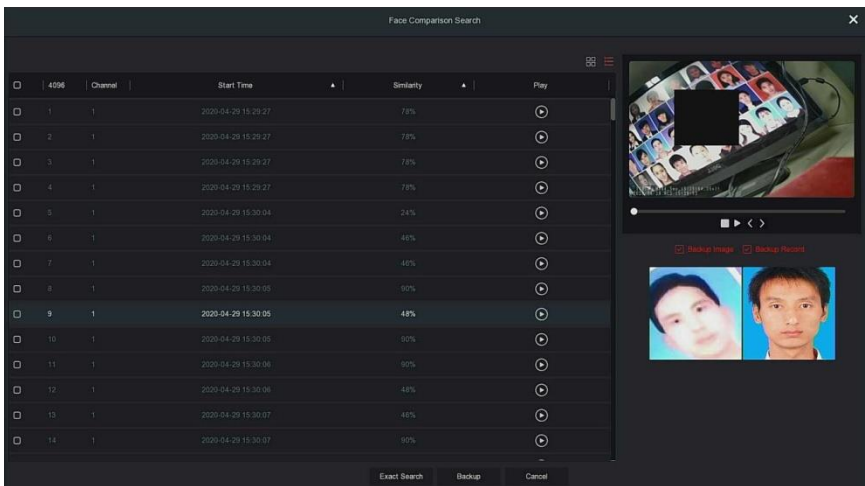 Face Comparison Search
4096 Channel Start Time Similarity Play
1 1 2020-04-29 15:29:27 78%
2 1 2020-04-29 15:29:27 78%
3 1 2020-04-29 15:29:27 78%
4 1 2020-04-29 15:29:27 78%
5 1 2020-04-29 15:30:04 24%
6 1 2020-04-29 15:30:04 46%
7 1 2020-04-29 15:30:04 46%
8 1 2020-04-29 15:30:05 90%
9 1 2020-04-29 15:30:05 48%
10 1 2020-04-29 15:30:05 90%
11 1 2020-04-29 15:30:06 90%
12 1 2020-04-29 15:30:06 48%
13 1 2020-04-29 15:30:07 46%
14 1 2020-04-29 15:30:07 90%
Backup Image Backup Record
Exact Search Backup Cancel